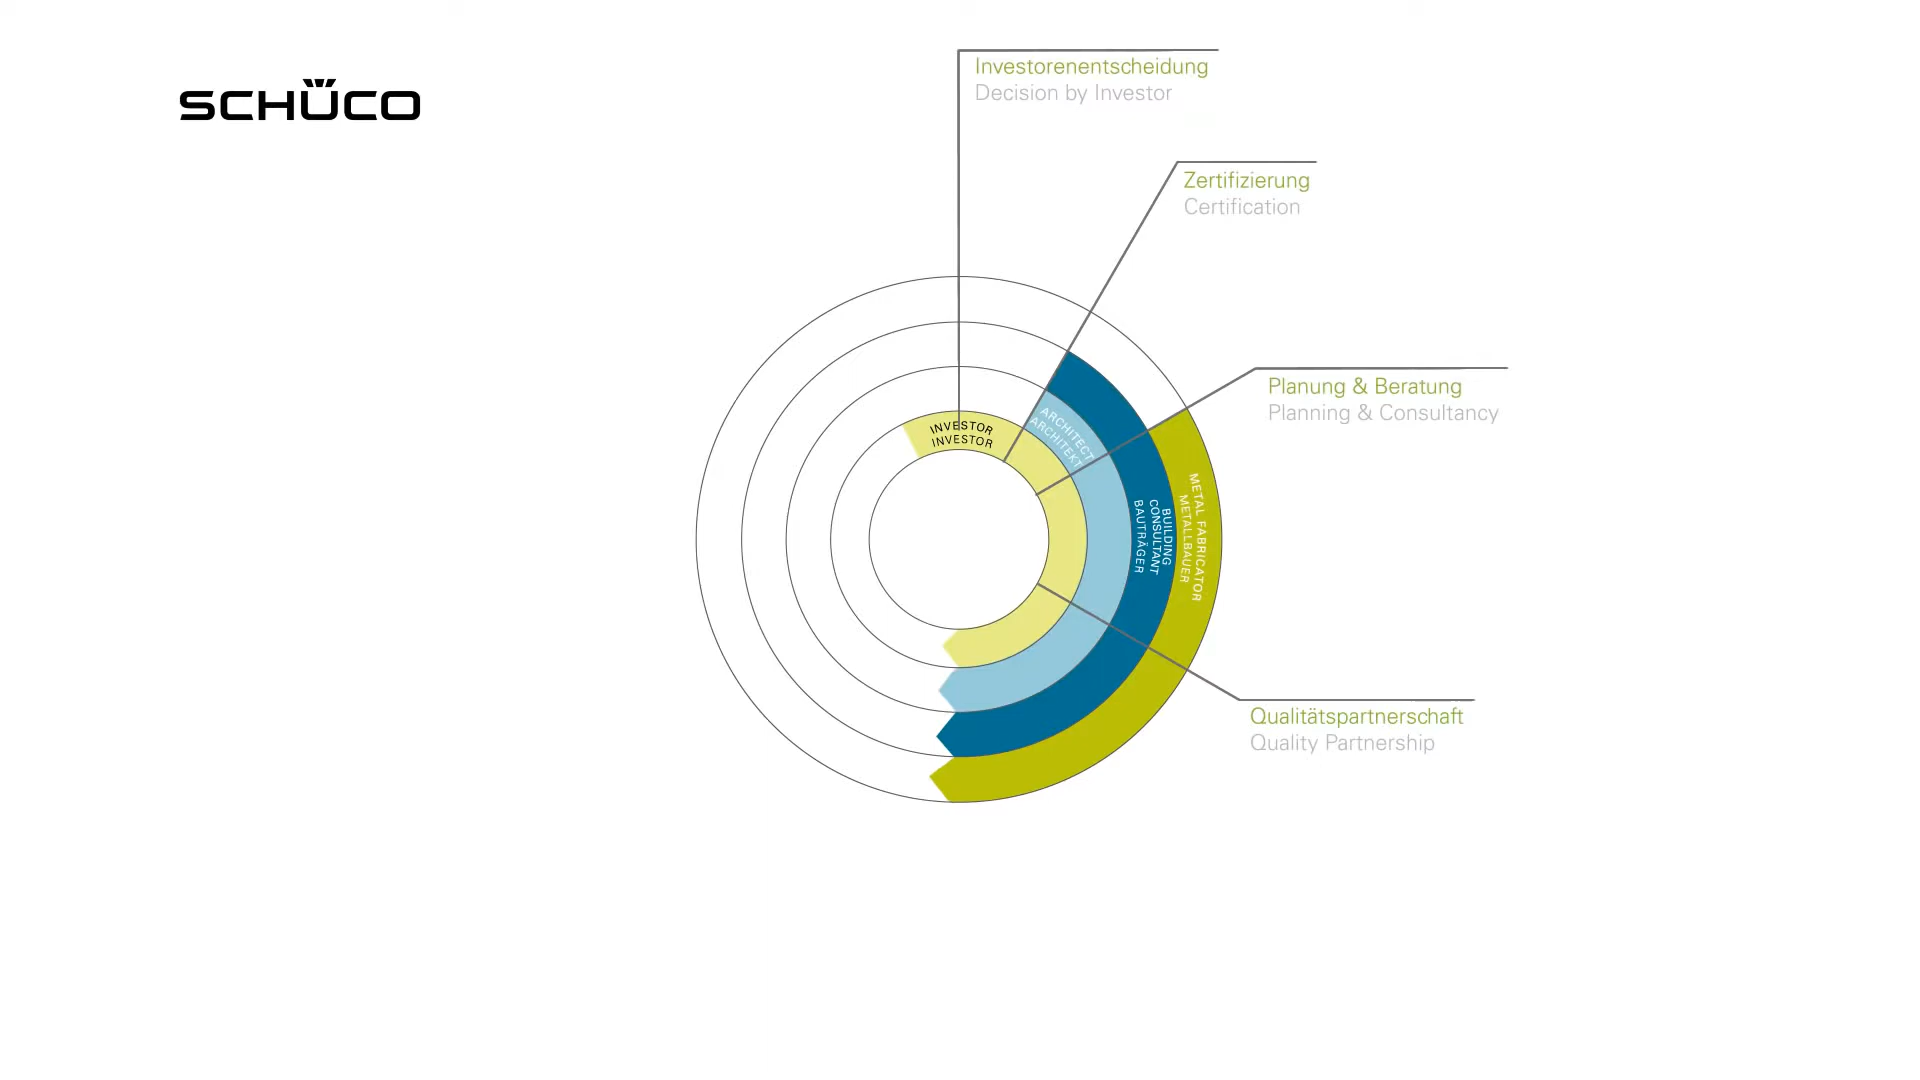 SCHÜCO
Investorenentscheidung
Decision by Investor
Zertifizierung
Certification
Planung & Beratung
Planning & Consultancy
INVESTOR
INVESTOR
ARCHITECT
ARCHITEKT
BUILDING
CONSULTANT
BAUTRÄGER
METAL FABRICATOR
METALLBAUER
Qualitätspartnerschaft
Quality Partnership